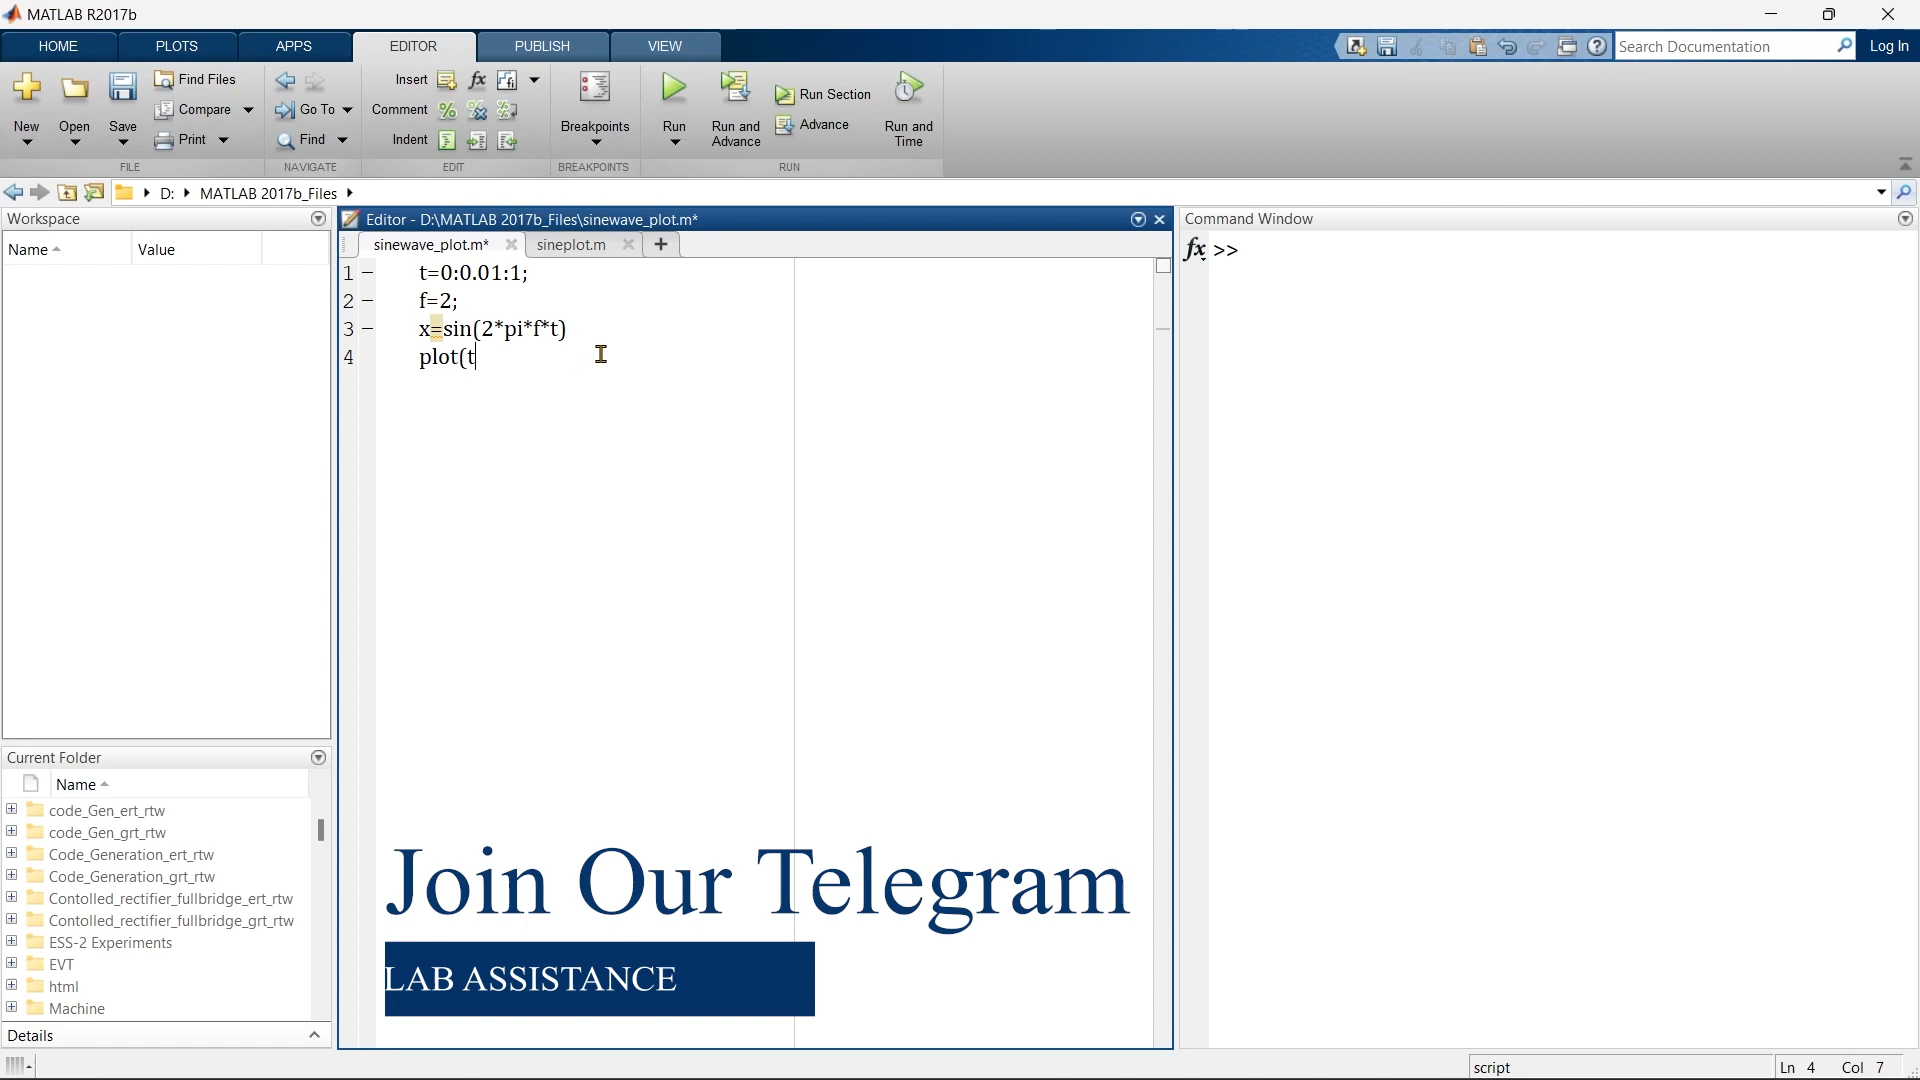 MATLAB R2017b
HOME PLOTS APPS EDITOR PUBLISH VIEW Search Documentation Log In
New Open Save Find Files Compare Print
Go To Find
Insert Comment Indent
Breakpoints
Run Run and Advance Run Section Advance Run and Time
FILE NAVIGATE EDIT BREAKPOINTS RUN
D: MATLAB 2017b_Files
Workspace
Name Value
Editor - D:\MATLAB 2017b_Files\sinewave_plot.m*
sinewave_plot.m* sineplot.m
1 t=0:0.01:1;
2 f=2;
3 x=sin(2*pi*f*t)
4 plot(t
Join Our Telegram
LAB ASSISTANCE
Command Window
fx >>
Current Folder
Name
code_Gen_ert_rtw
code_Gen_grt_rtw
Code_Generation_ert_rtw
Code_Generation_grt_rtw
Contolled_rectifier_fullbridge_ert_rtw
Contolled_rectifier_fullbridge_grt_rtw
ESS-2 Experiments
EVT
html
Machine
Details
script Ln 4 Col 7